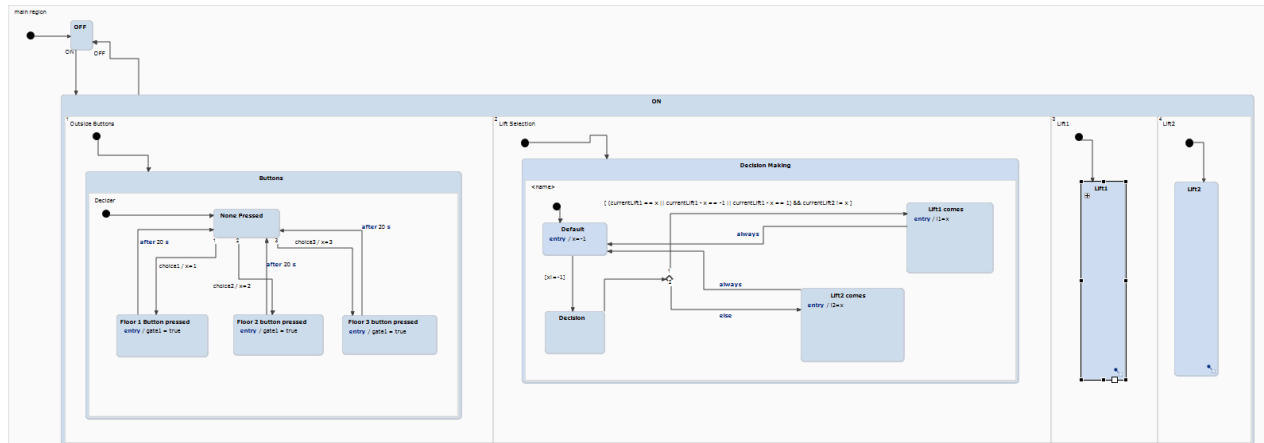 main region
OFF
ON
OFF
ON
1
Outside Buttons
2
Lift Selection
3
Lift1
4
Lift2
Buttons
Decider
None Pressed
1
2
3
after 20 s
choice1 / x=1
choice2 / x=2
after 20 s
choice3 / x=3
after 20 s
Floor 1 Button pressed
entry / gate1 = true
Floor 2 button pressed
entry / gate1 = true
Floor 3 button pressed
entry / gate1 = true
Decision Making
<name>
Default
entry / x=-1
[x!=-1]
Decision
[ (currentLift1 == x || currentLift1 - x == -1 || currentLift1 - x == 1) && currentLift2 != x ]
1
2
always
always
else
Lift1 comes
entry / l1=x
Lift2 comes
entry / l2=x
Lift1
Lift2